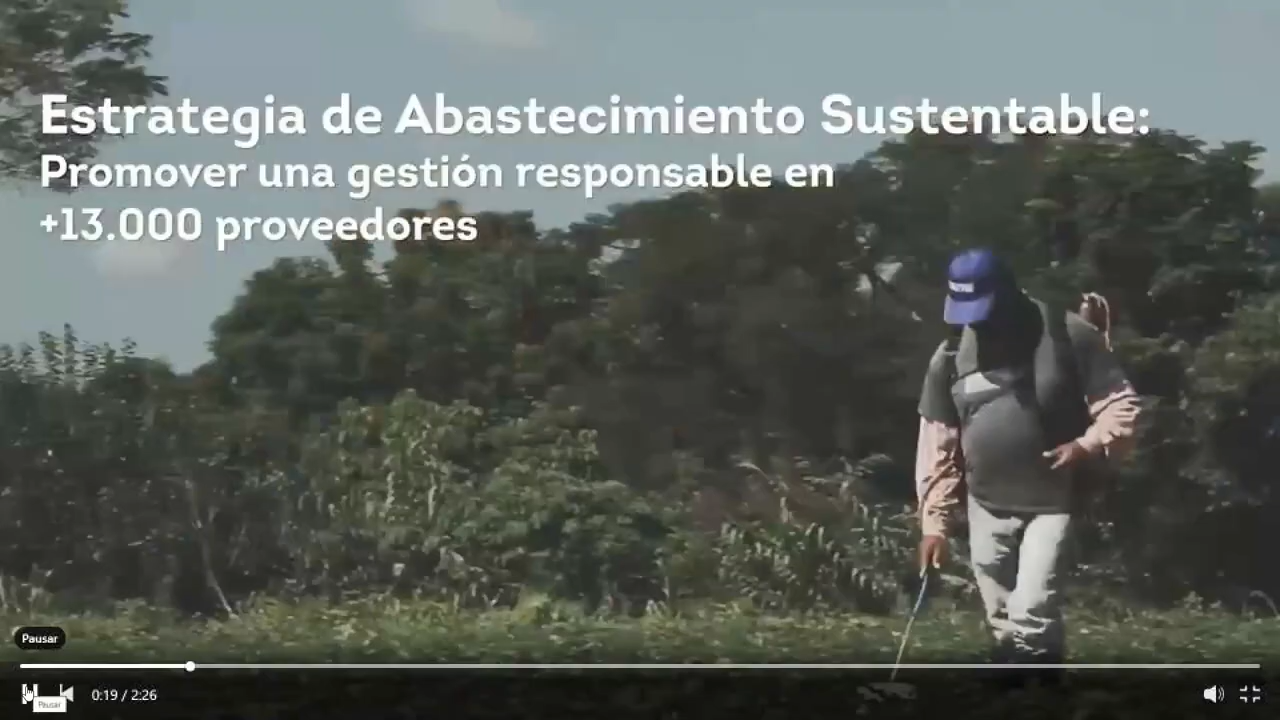 Estrategia de Abastecimiento Sustentable:
Promover una gestión responsable en
+13.000 proveedores
Pausar
0:19 / 2:26
Pausar